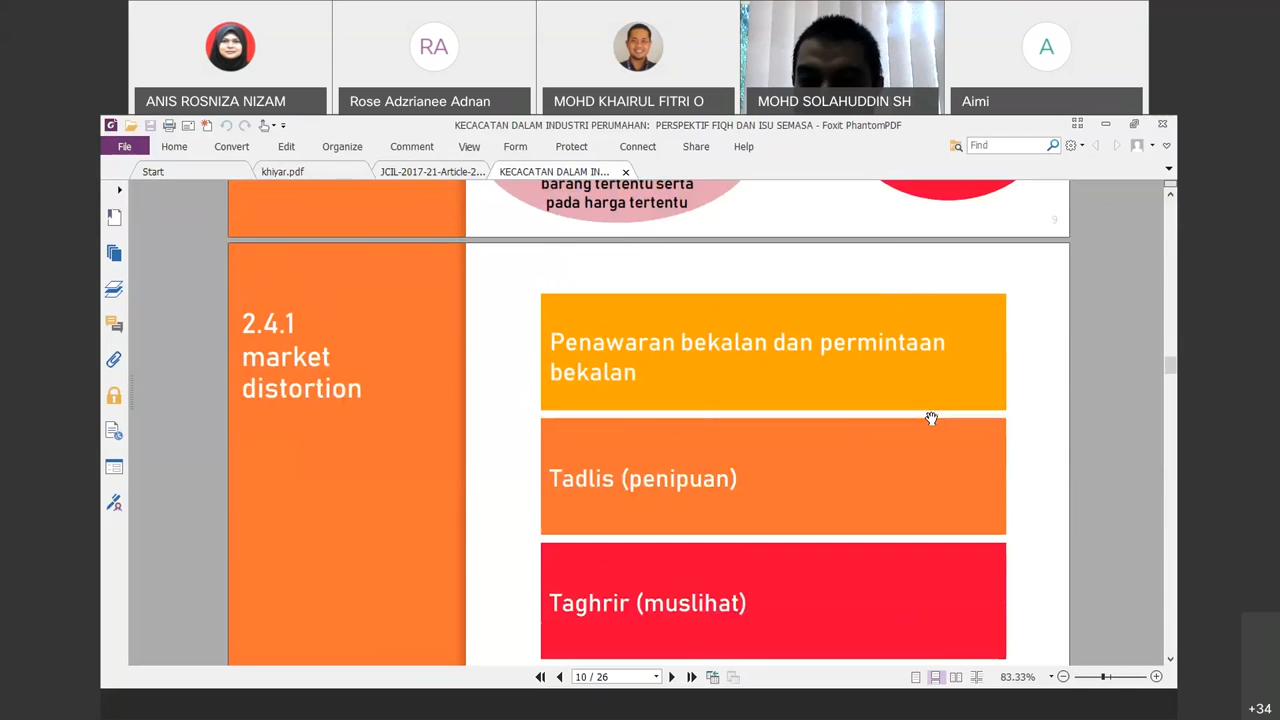 RA
A
ANIS ROSNIZA NIZAM
Rose Adzrianee Adnan
MOHD KHAIRUL FITRI O
MOHD SOLAHUDDIN SH
Aimi
KECACATAN DALAM INDUSTRI PERUMAHAN: PERSPEKTIF FIQH DAN ISU SEMASA - Foxit PhantomPDF
File Home Convert Edit Organize Comment View Form Protect Connect Share Help
Find
Start
khiyar.pdf
JCIL-2017-21-Article-2...
KECACATAN DALAM IN...
barang tertentu serta
pada harga tertentu
9
2.4.1
market
distortion
Penawaran bekalan dan permintaan
bekalan
Tadlis (penipuan)
Taghrir (muslihat)
10 / 26
83.33%
+34